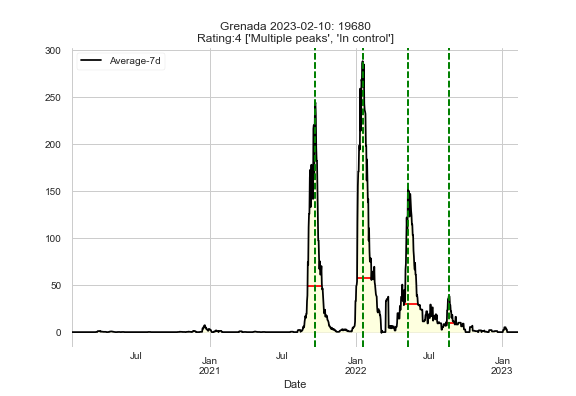 Grenada 2023-02-10: 19680
Rating:4 ['Multiple peaks', 'In control']
300
Average-7d
250
200
150
100
50
0
Jul
Jan
2021
Jul
Jan
2022
Jul
Jan
2023
Date